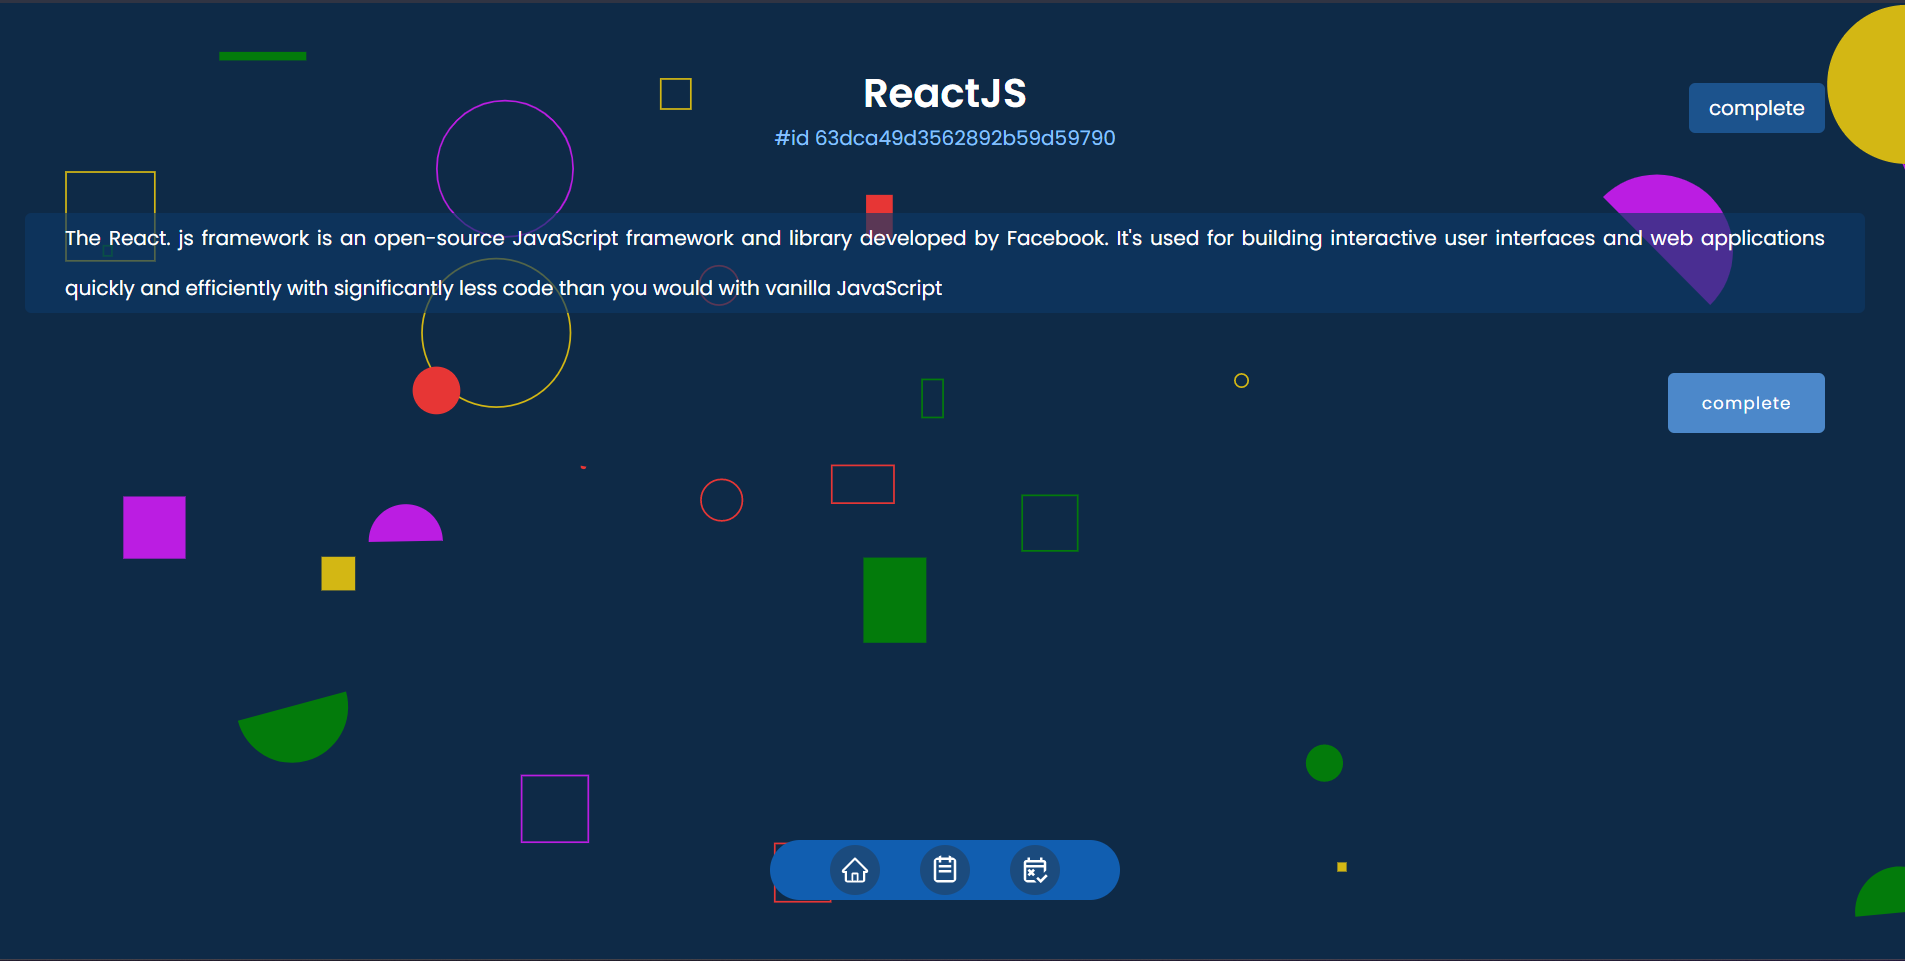 ReactJS
#id 63dca49d3562892b59d59790
complete
The React. js framework is an open-source JavaScript framework and library developed by Facebook. It's used for building interactive user interfaces and web applications
quickly and efficiently with significantly less code than you would with vanilla JavaScript
complete